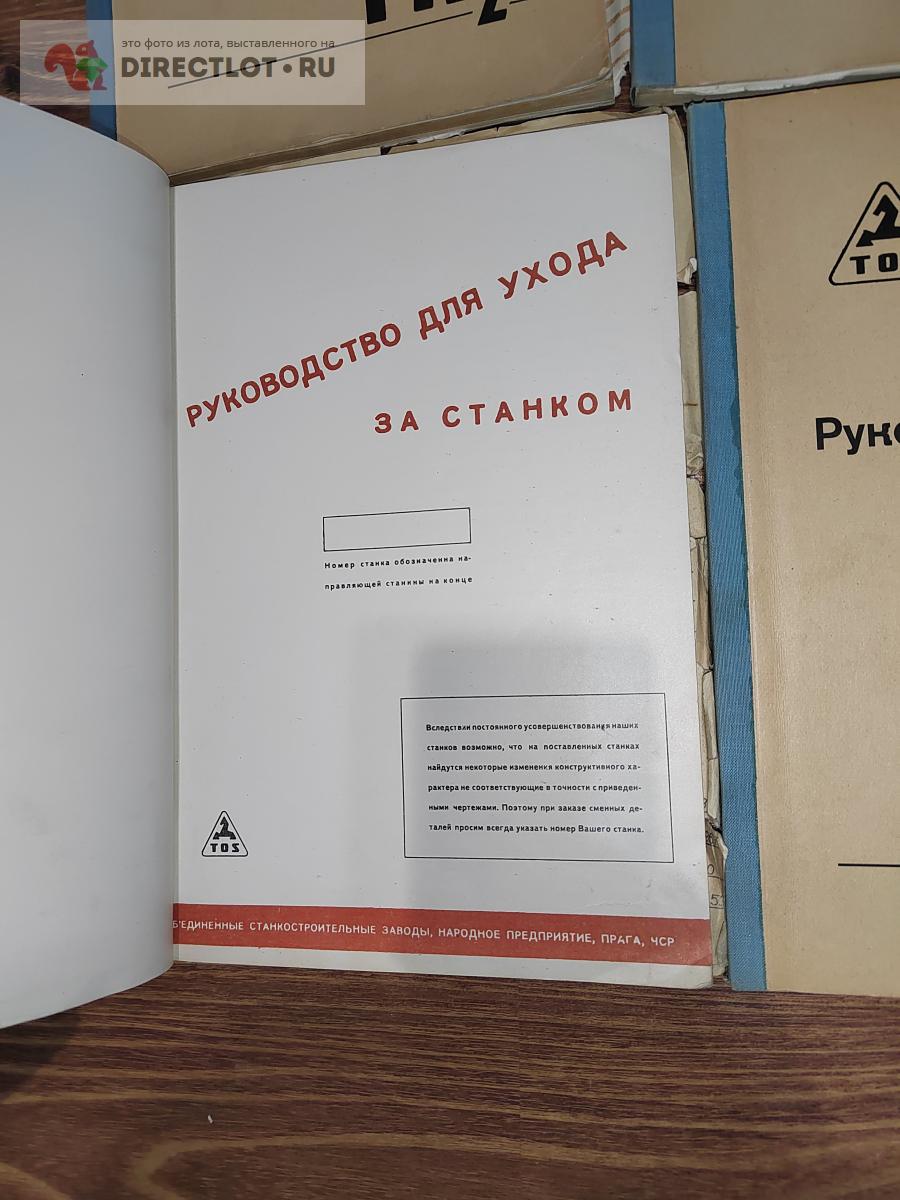 это фото из лота, выставленного на
DIRECTLOT•RU
РУКОВОДСТВО ДЛЯ УХОДА
ЗА СТАНКОМ
Номер станка обозначенна на-
правляющей станины на конце
Вследствии постоянного усовершенствования наших
станков возможно, что на поставленных станках
найдутся некоторые изменения конструктивного ха-
рактера не соответствующие в точности с приведен-
ными чертежами. Поэтому при заказе сменных де-
талей просим всегда указать номер Вашего станка.
TOS
БЪЕДИНЕННЫЕ СТАНКОСТРОИТЕЛЬНЫЕ ЗАВОДЫ, НАРОДНОЕ ПРЕДПРИЯТИЕ, ПРАГА, ЧСР
TO
Рук